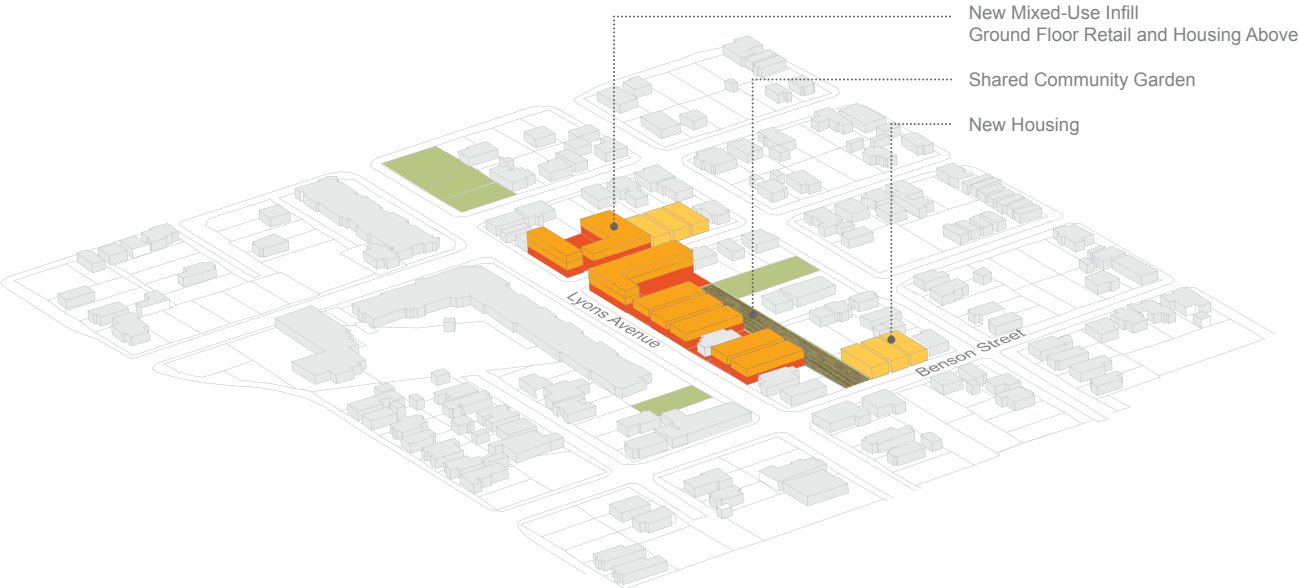 New Mixed-Use Infill
Ground Floor Retail and Housing Above
Shared Community Garden
New Housing
Lyons Avenue
Benson Street